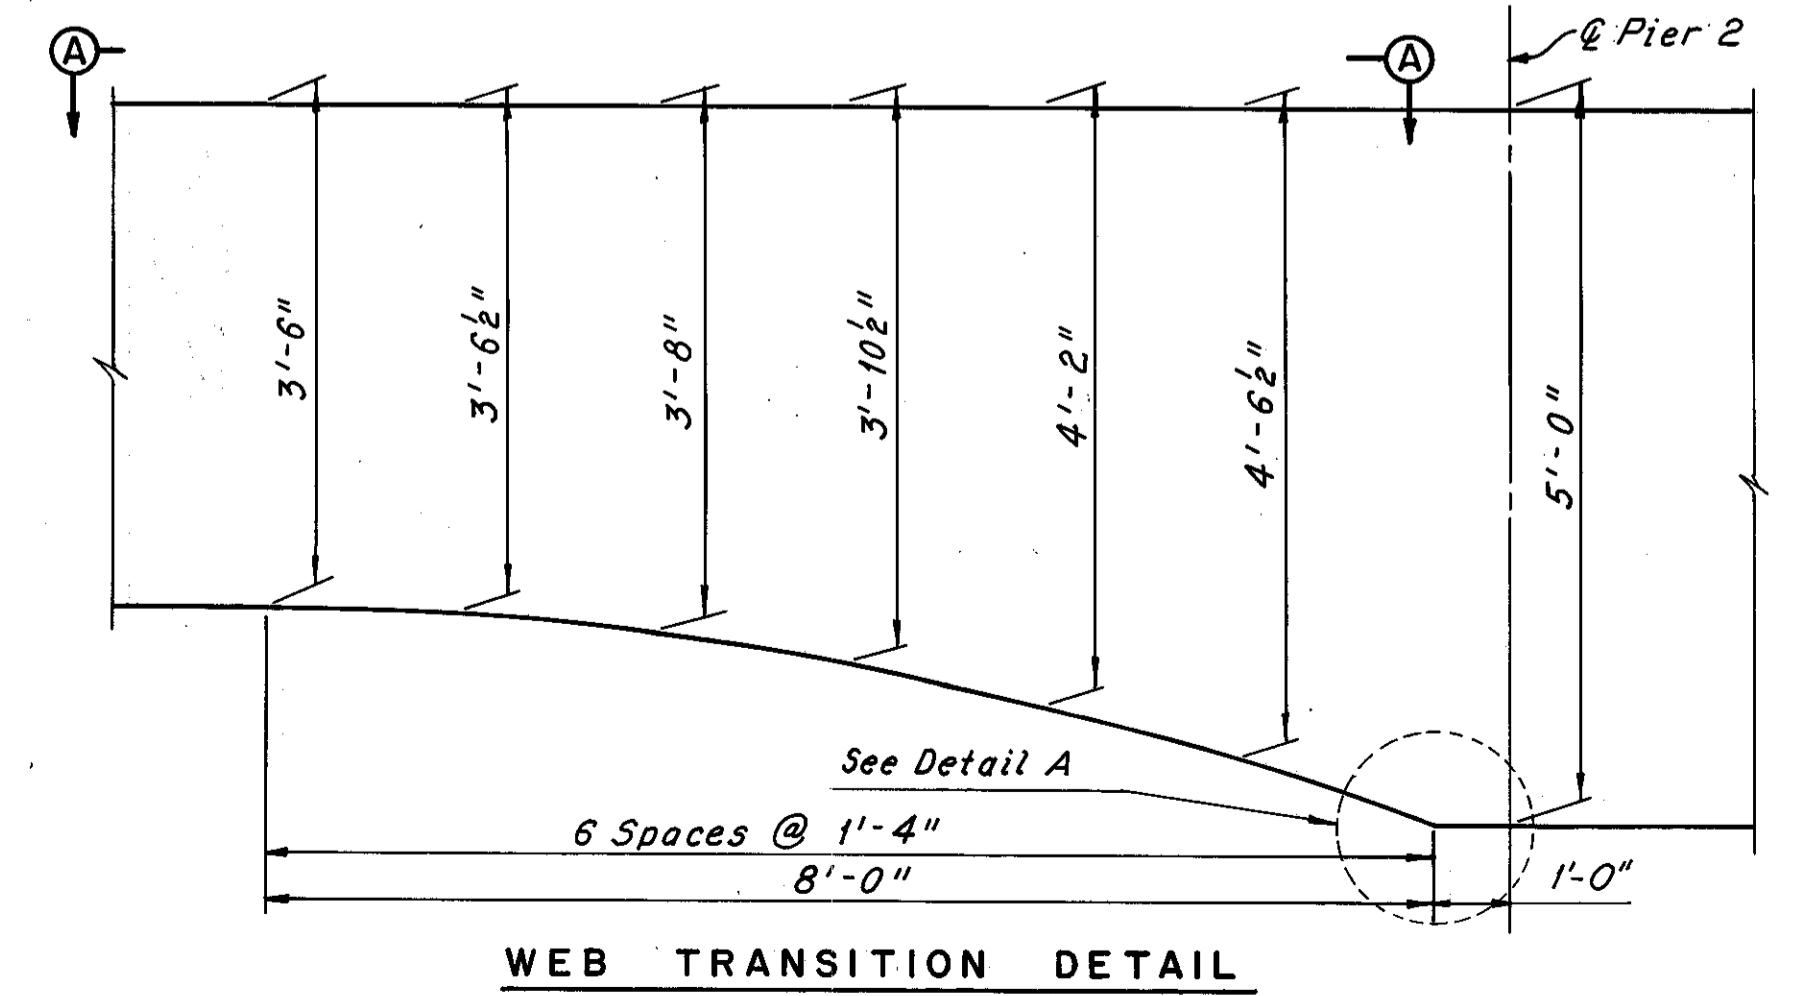 A
A
℄ Pier 2
3'-6"
3'-6½"
3'-8"
3'-10½"
4'-2"
4'-6½"
5'-0"
See Detail A
6 Spaces @ 1'-4"
8'-0"
1'-0"
WEB TRANSITION DETAIL